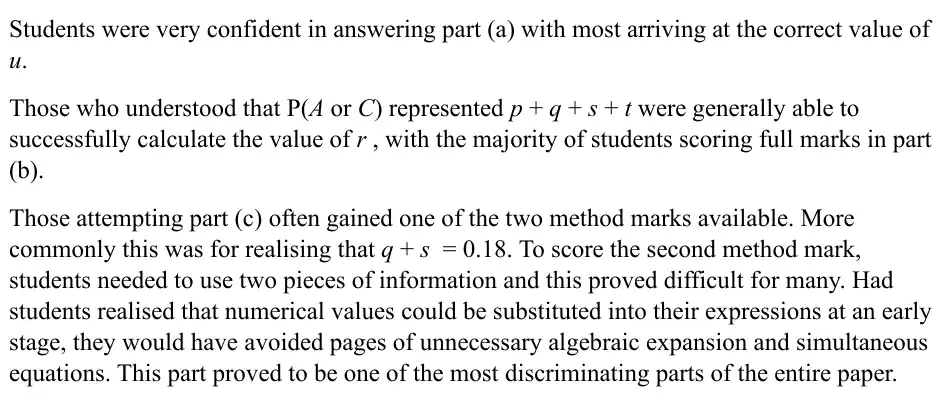 Students were very confident in answering part (a) with most arriving at the correct value of
u.
Those who understood that P(A or C) represented p + q + s + t were generally able to
successfully calculate the value of r , with the majority of students scoring full marks in part
(b).
Those attempting part (c) often gained one of the two method marks available. More
commonly this was for realising that q + s = 0.18. To score the second method mark,
students needed to use two pieces of information and this proved difficult for many. Had
students realised that numerical values could be substituted into their expressions at an early
stage, they would have avoided pages of unnecessary algebraic expansion and simultaneous
equations. This part proved to be one of the most discriminating parts of the entire paper.